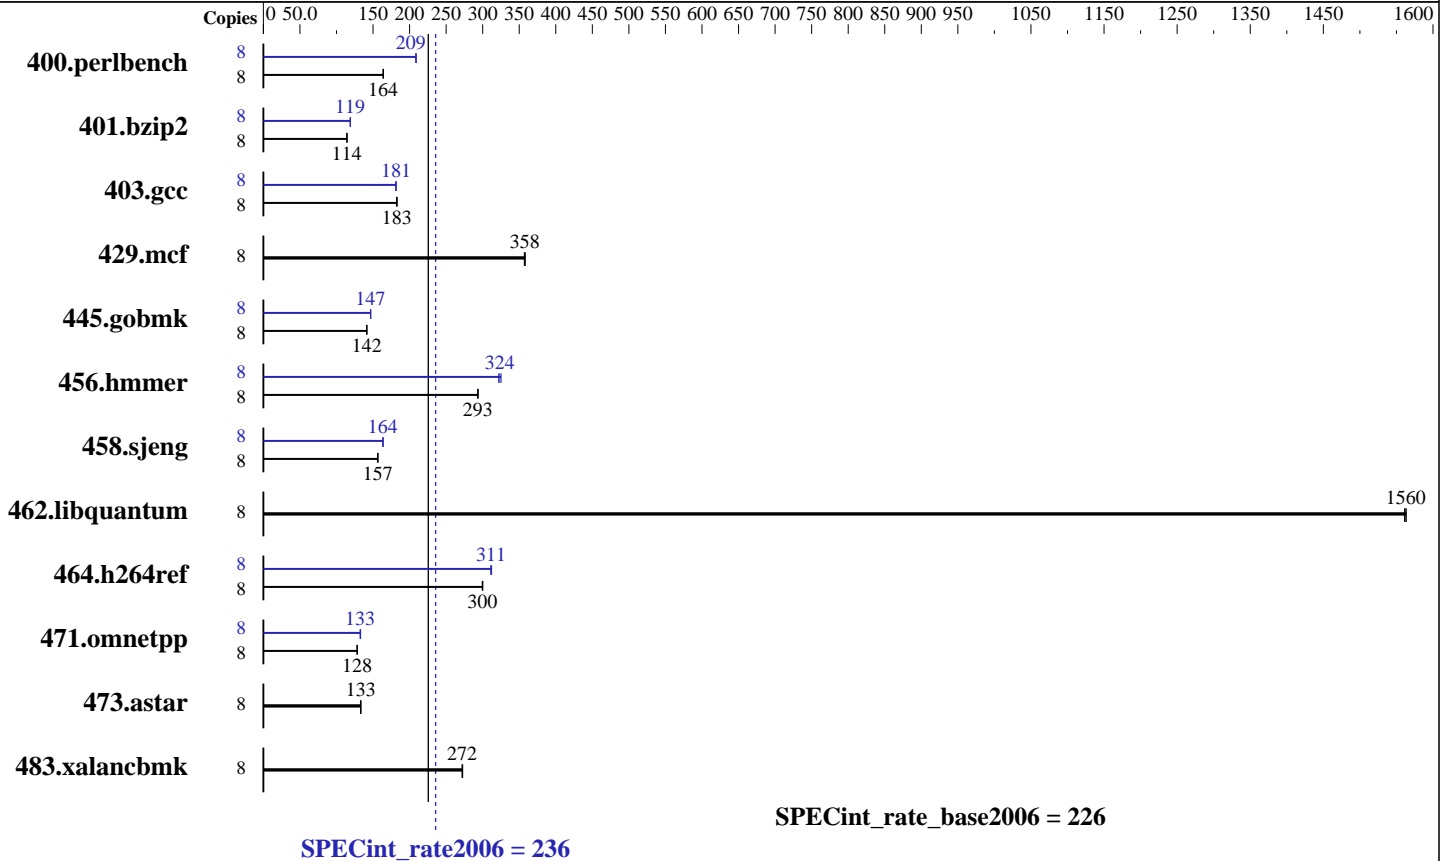 Copies 0 50.0 150 200 250 300 350 400 450 500 550 600 650 700 750 800 850 900 950 1050 1150 1250 1350 1450 1600
8 209
400.perlbench
8 164
8 119
401.bzip2
8 114
8 181
403.gcc
8 183
429.mcf 8 358
8 147
445.gobmk
8 142
8 324
456.hmmer
8 293
8 164
458.sjeng
8 157
462.libquantum 8 1560
8 311
464.h264ref
8 300
8 133
471.omnetpp
8 128
473.astar 8 133
483.xalancbmk 8 272
SPECint_rate_base2006 = 226
SPECint_rate2006 = 236